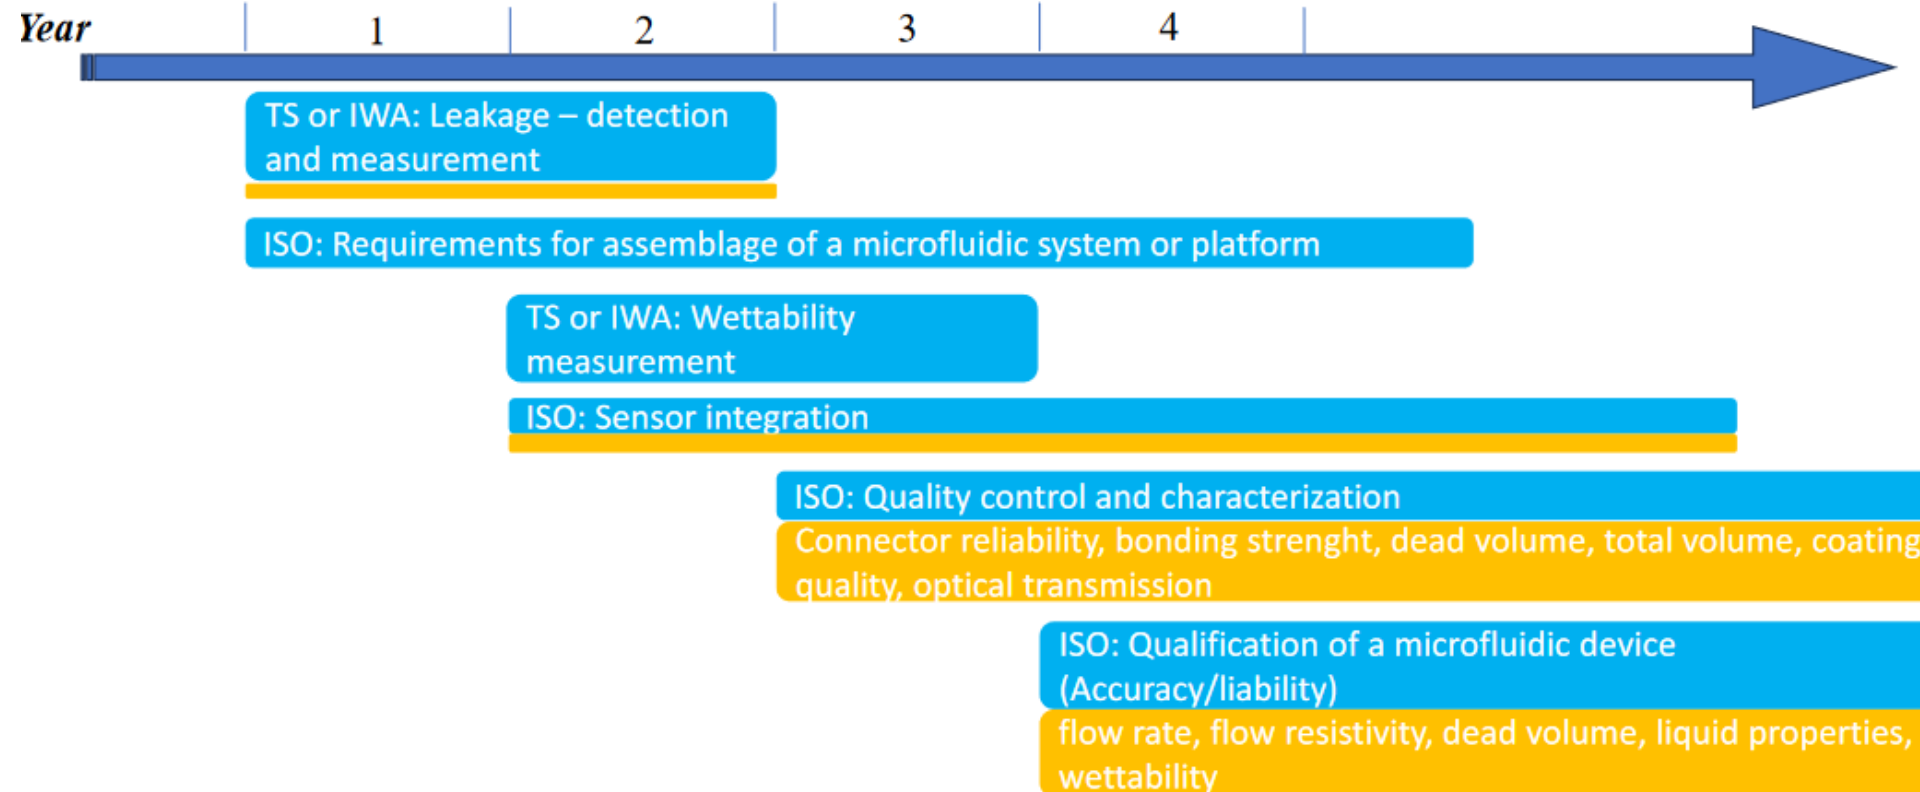 Year 1 2 3 4
TS or IWA: Leakage – detection
and measurement
ISO: Requirements for assemblage of a microfluidic system or platform
TS or IWA: Wettability
measurement
ISO: Sensor integration
ISO: Quality control and characterization
Connector reliability, bonding strenght, dead volume, total volume, coating
quality, optical transmission
ISO: Qualification of a microfluidic device
(Accuracy/liability)
flow rate, flow resistivity, dead volume, liquid properties,
wettability